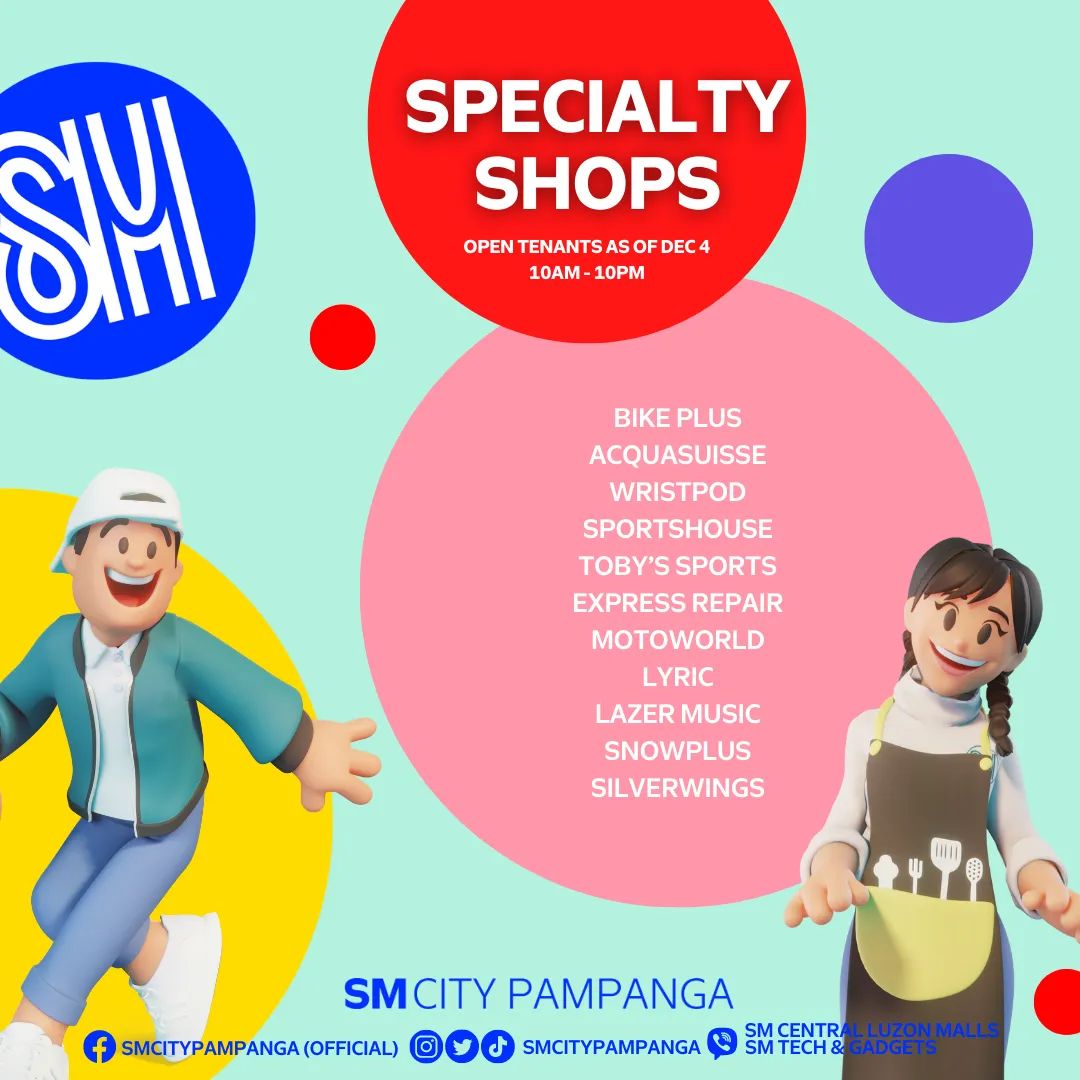 SM
SPECIALTY
SHOPS
OPEN TENANTS AS OF DEC 4
10AM - 10PM
BIKE PLUS
ACQUASUISSE
WRISTPOD
SPORTSHOUSE
TOBY'S SPORTS
EXPRESS REPAIR
MOTOWORLD
LYRIC
LAZER MUSIC
SNOWPLUS
SILVERWINGS
SM CITY PAMPANGA
SMCITYPAMPANGA (OFFICIAL)
SMCITYPAMPANGA
SM CENTRAL LUZON MALLS
SM TECH & GADGETS